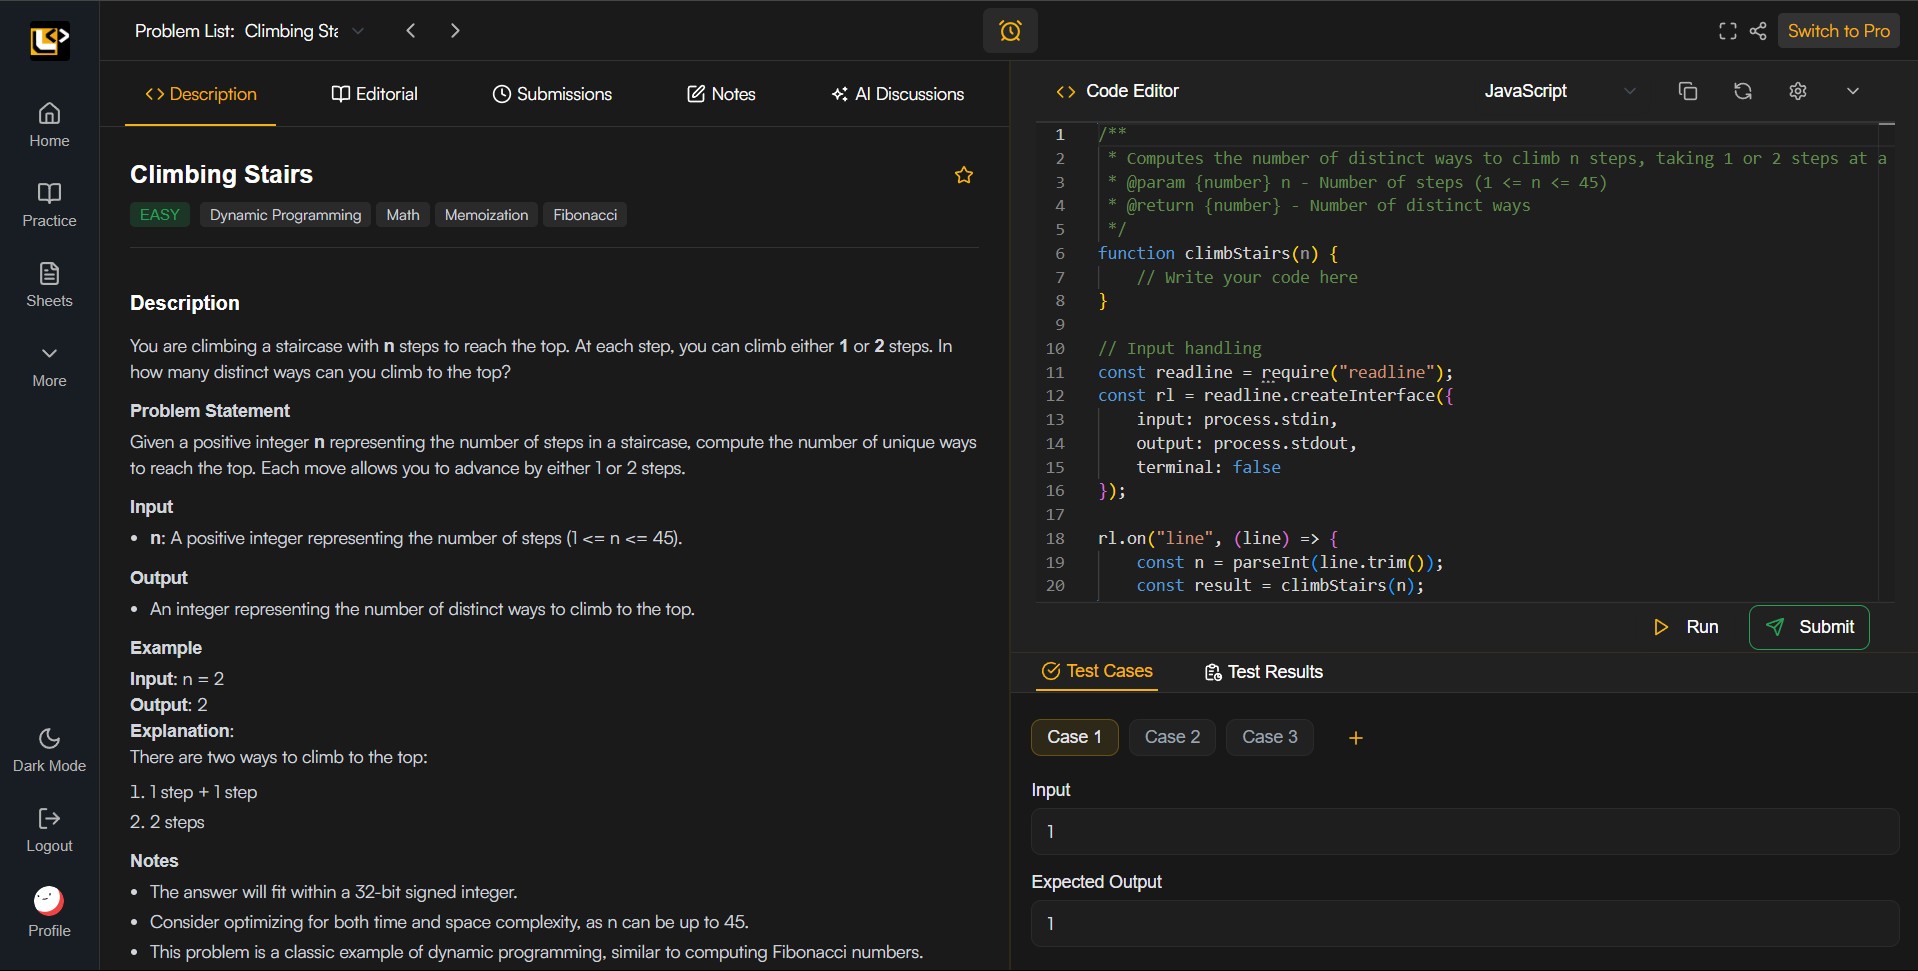 Problem List: Climbing Sta
Switch to Pro
Home
Practice
Sheets
More
Dark Mode
Logout
Profile
Description
Editorial
Submissions
Notes
AI Discussions
Climbing Stairs
EASY
Dynamic Programming
Math
Memoization
Fibonacci
Description
You are climbing a staircase with n steps to reach the top. At each step, you can climb either 1 or 2 steps. In
how many distinct ways can you climb to the top?
Problem Statement
Given a positive integer n representing the number of steps in a staircase, compute the number of unique ways
to reach the top. Each move allows you to advance by either 1 or 2 steps.
Input
• n: A positive integer representing the number of steps (1 <= n <= 45).
Output
• An integer representing the number of distinct ways to climb to the top.
Example
Input: n = 2
Output: 2
Explanation:
There are two ways to climb to the top:
1. 1 step + 1 step
2. 2 steps
Notes
• The answer will fit within a 32-bit signed integer.
• Consider optimizing for both time and space complexity, as n can be up to 45.
• This problem is a classic example of dynamic programming, similar to computing Fibonacci numbers.
<> Code Editor
JavaScript
1 /**
2 * Computes the number of distinct ways to climb n steps, taking 1 or 2 steps at a
3 * @param {number} n - Number of steps (1 <= n <= 45)
4 * @return {number} - Number of distinct ways
5 */
6 function climbStairs(n) {
7 // Write your code here
8 }
9
10 // Input handling
11 const readline = require("readline");
12 const rl = readline.createInterface({
13 input: process.stdin,
14 output: process.stdout,
15 terminal: false
16 });
17
18 rl.on("line", (line) => {
19 const n = parseInt(line.trim());
20 const result = climbStairs(n);
Run
Submit
Test Cases
Test Results
Case 1
Case 2
Case 3
+
Input
1
Expected Output
1